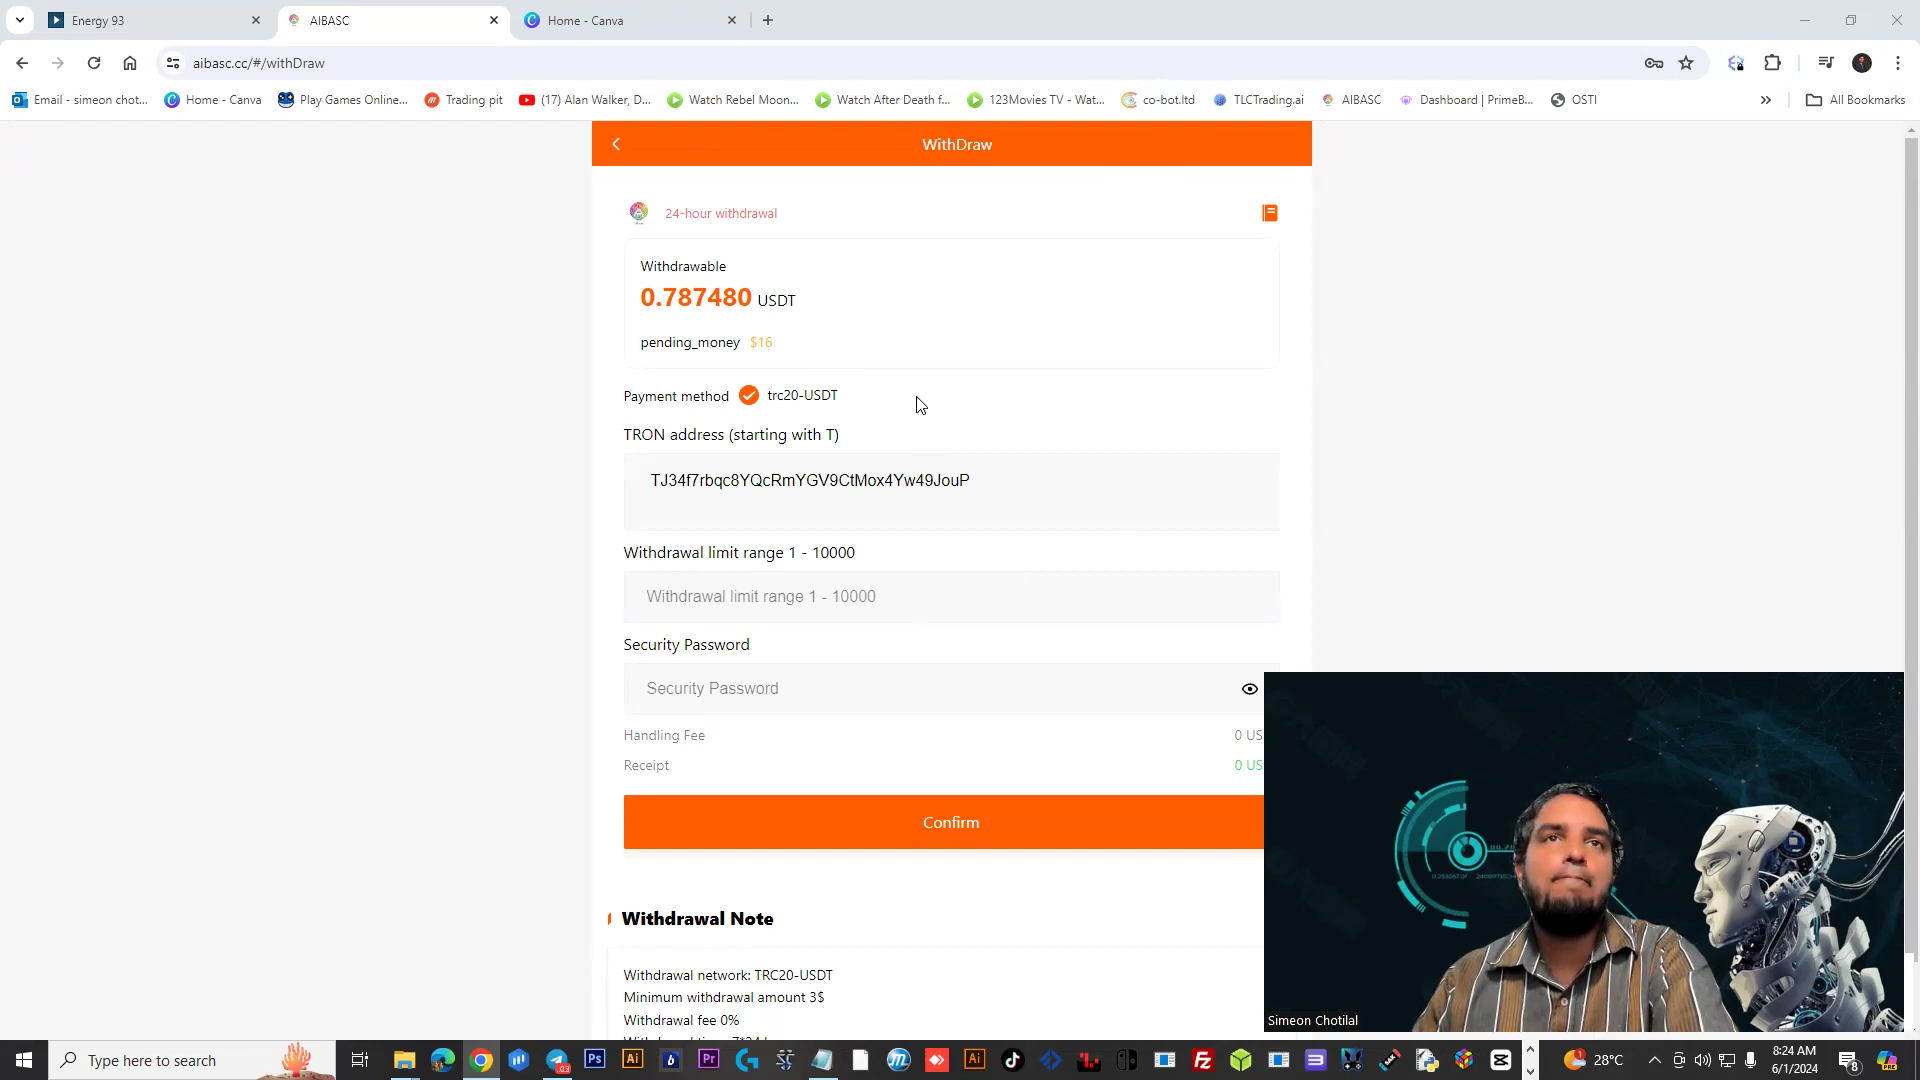 Energy 93
AIBASC
Home - Canva
aibasc.cc/#/withDraw
Email - simeon chot...
Home - Canva
Play Games Online...
Trading pit
(17) Alan Walker, D...
Watch Rebel Moon...
Watch After Death f...
123Movies TV - Wat...
co-bot.ltd
TLCTrading.ai
AIBASC
Dashboard | PrimeB...
OSTI
All Bookmarks
WithDraw
24-hour withdrawal
Withdrawable
0.787480 USDT
pending_money $16
Payment method trc20-USDT
TRON address (starting with T)
TJ34f7rbqc8YQcRmYGV9CtMox4Yw49JouP
Withdrawal limit range 1 - 10000
Withdrawal limit range 1 - 10000
Security Password
Security Password
Handling Fee 0 US
Receipt 0 US
Confirm
Withdrawal Note
Withdrawal network: TRC20-USDT
Minimum withdrawal amount 3$
Withdrawal fee 0%
Simeon Chotilal
Type here to search
28°C
8:24 AM
6/1/2024